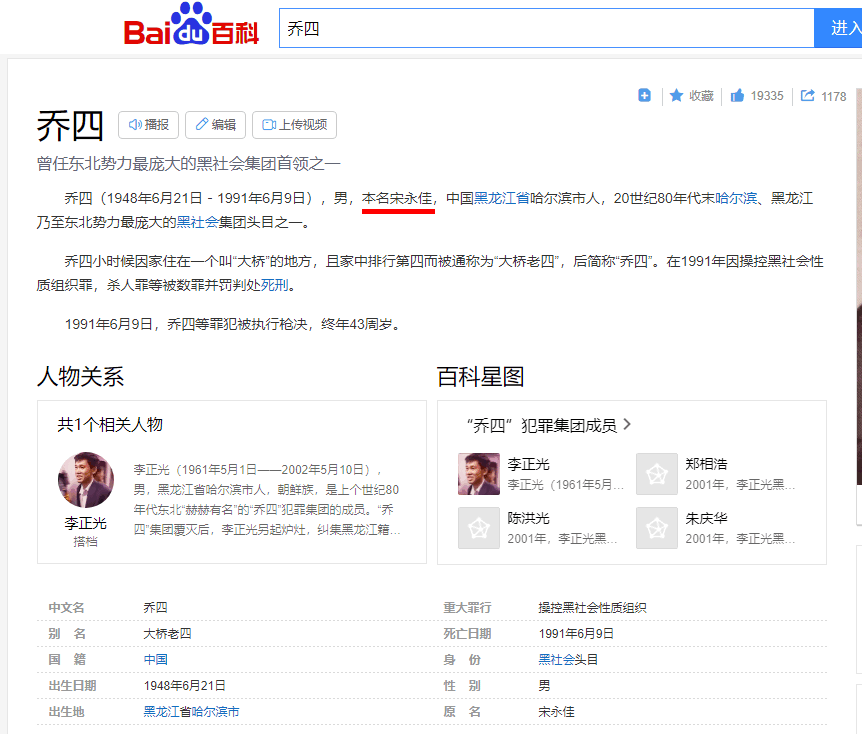 Bai du 百科
乔四
进入
收藏
19335
1178
乔四
播报
编辑
上传视频
曾任东北势力最庞大的黑社会集团首领之一
乔四（1948年6月21日 - 1991年6月9日），男，本名宋永佳，中国黑龙江省哈尔滨市人，20世纪80年代末哈尔滨、黑龙江
乃至东北势力最庞大的黑社会集团头目之一。
乔四小时候因家住在一个叫“大桥”的地方，且家中排行第四而被通称为“大桥老四”，后简称“乔四”。在1991年因操控黑社会性
质组织罪，杀人罪等被数罪并罚判处死刑。
1991年6月9日，乔四等罪犯被执行枪决，终年43周岁。
人物关系
共1个相关人物
李正光（1961年5月1日——2002年5月10日），
男，黑龙江省哈尔滨市人，朝鲜族，是上个世纪80
年代东北“赫赫有名”的“乔四”犯罪集团的成员。“乔
四”集团覆灭后，李正光另起炉灶，纠集黑龙江籍...
李正光
搭档
百科星图
“乔四”犯罪集团成员
李正光
李正光（1961年5月...
郑相浩
2001年，李正光黑...
陈洪光
2001年，李正光黑...
朱庆华
2001年，李正光黑...
中文名 乔四
别 名 大桥老四
国 籍 中国
出生日期 1948年6月21日
出生地 黑龙江省哈尔滨市
重大罪行 操控黑社会性质组织
死亡日期 1991年6月9日
身 份 黑社会头目
性 别 男
原 名 宋永佳